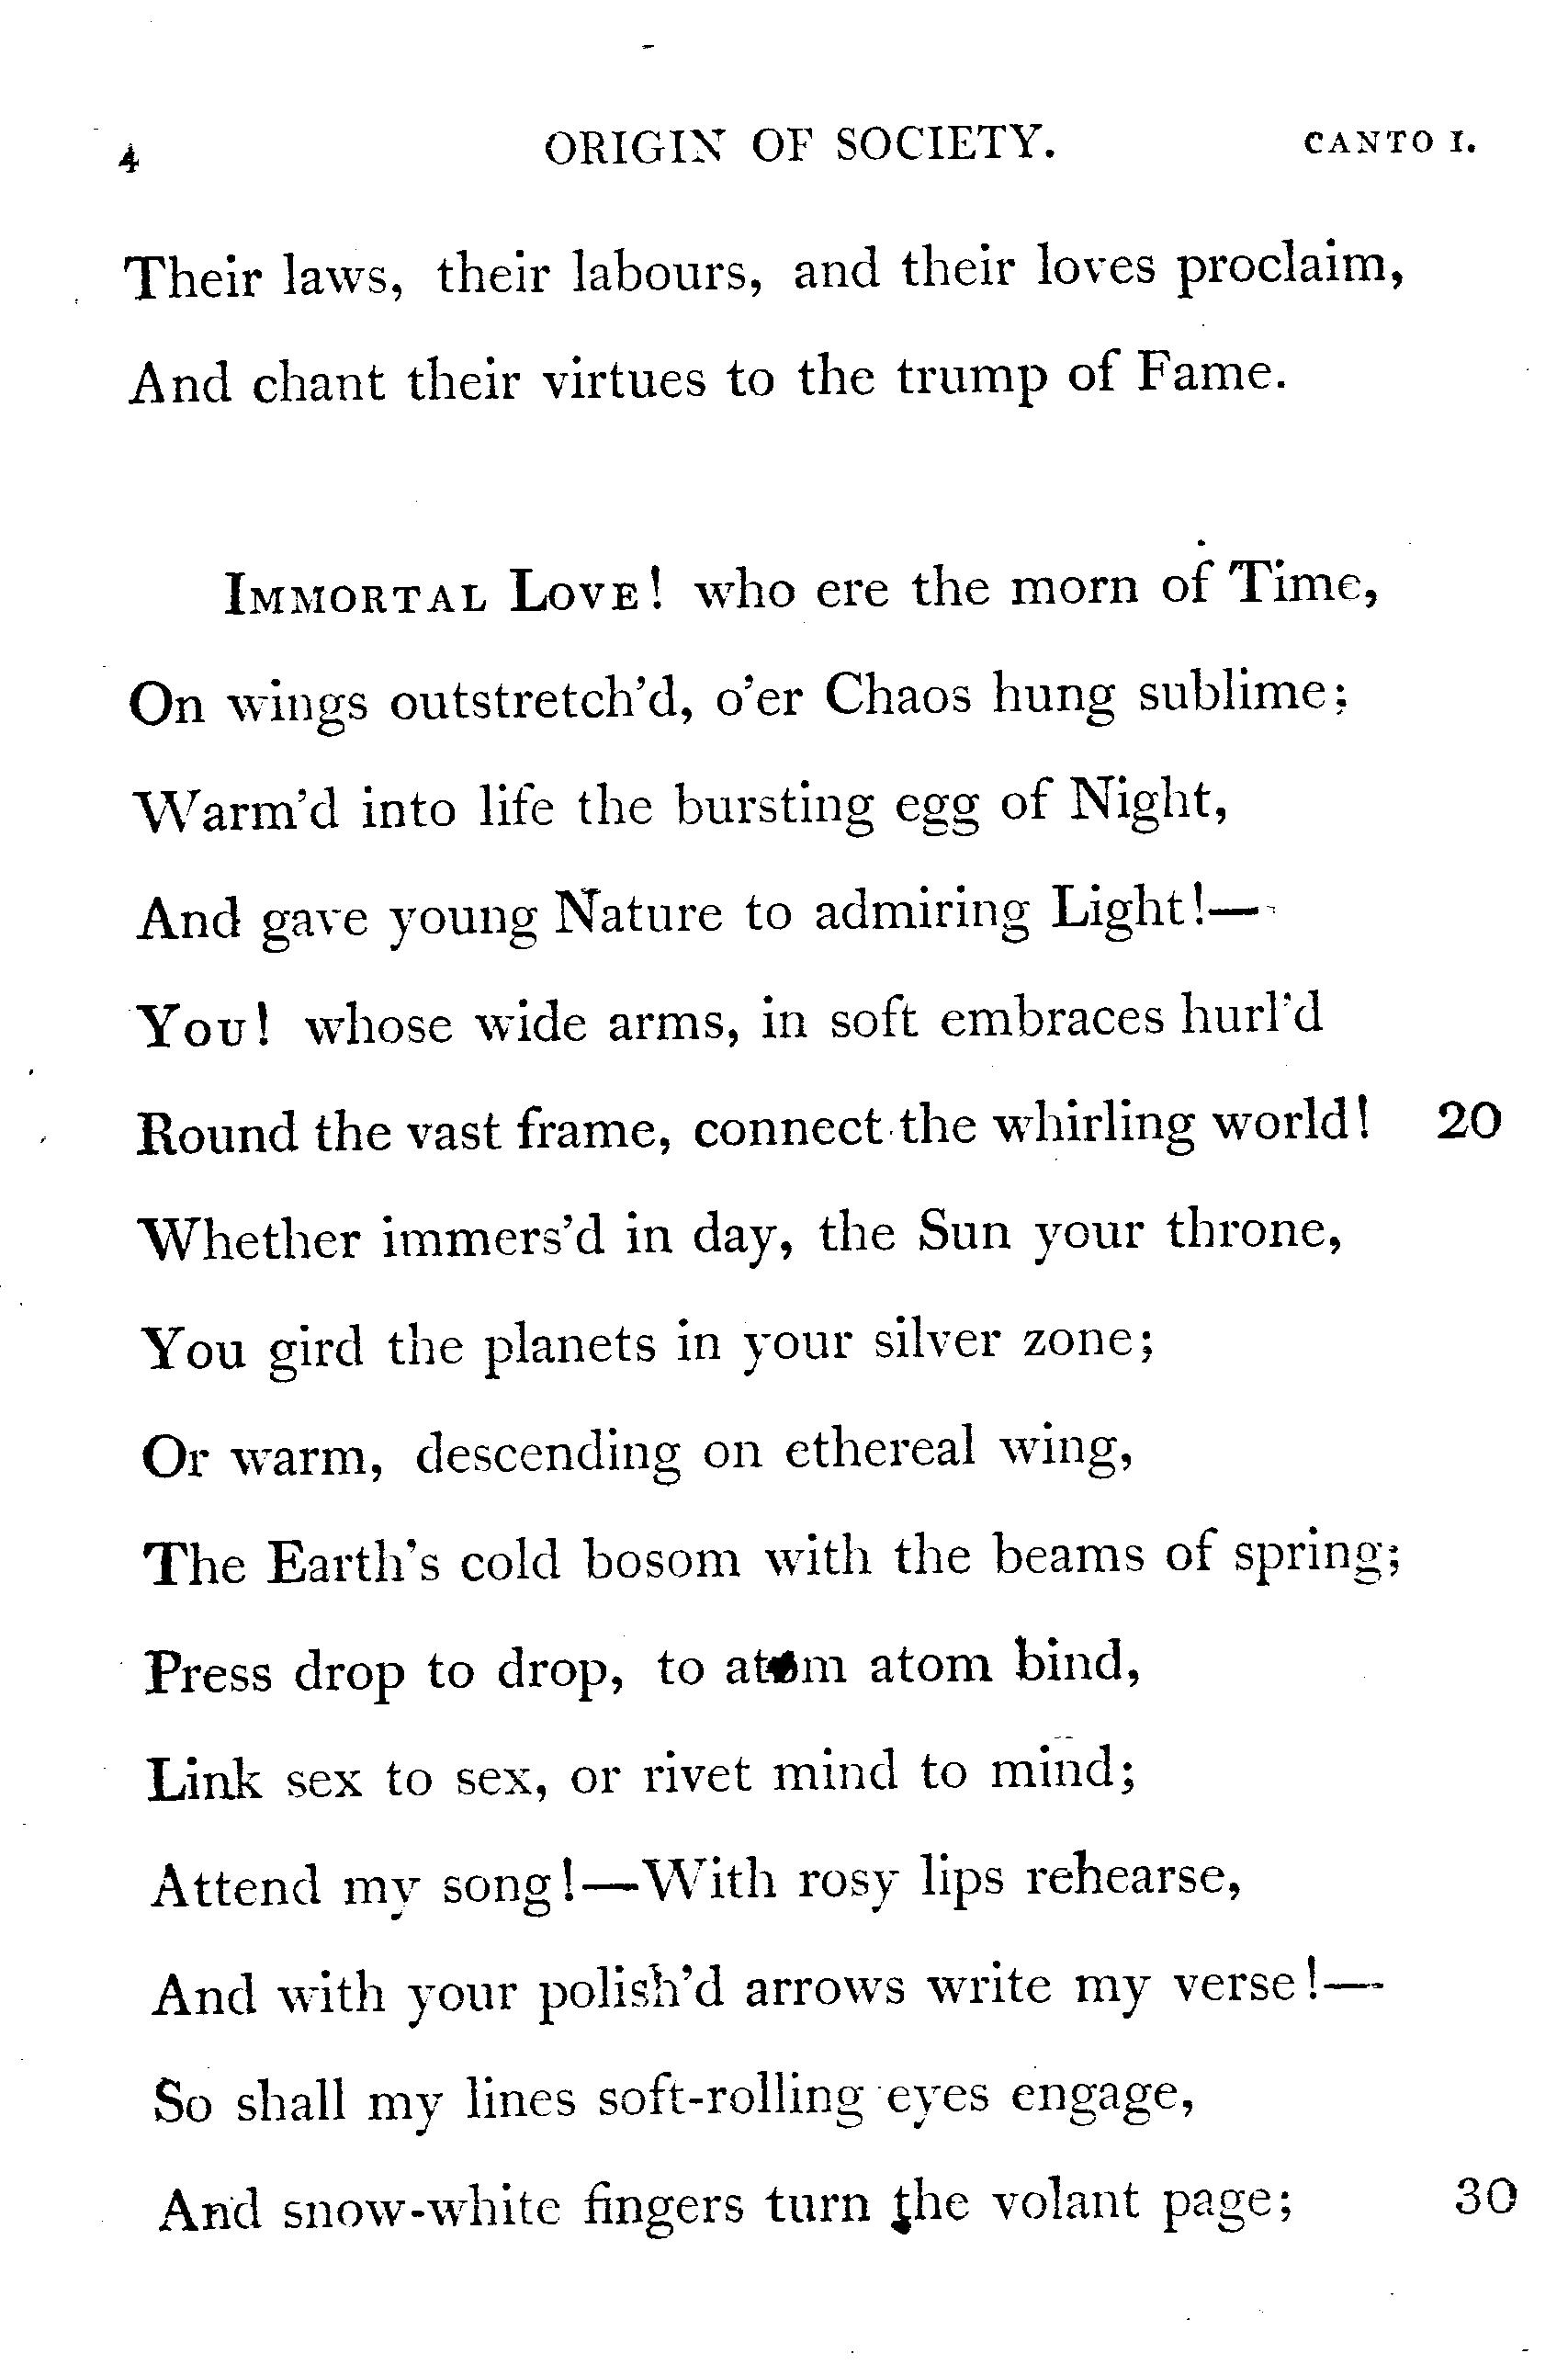 4 ORIGIN OF SOCIETY. CANTO I.
Their laws, their labours, and their loves proclaim,
And chant their virtues to the trump of Fame.
IMMORTAL LOVE! who ere the morn of Time,
On wings outstretch'd, o'er Chaos hung sublime;
Warm'd into life the bursting egg of Night,
And gave young Nature to admiring Light!—
YOU! whose wide arms, in soft embraces hurl'd
Round the vast frame, connect the whirling world! 20
Whether immers'd in day, the Sun your throne,
You gird the planets in your silver zone;
Or warm, descending on ethereal wing,
The Earth's cold bosom with the beams of spring;
Press drop to drop, to atom atom bind,
Link sex to sex, or rivet mind to mind;
Attend my song!—With rosy lips rehearse,
And with your polish'd arrows write my verse!—
So shall my lines soft-rolling eyes engage,
And snow-white fingers turn the volant page; 30